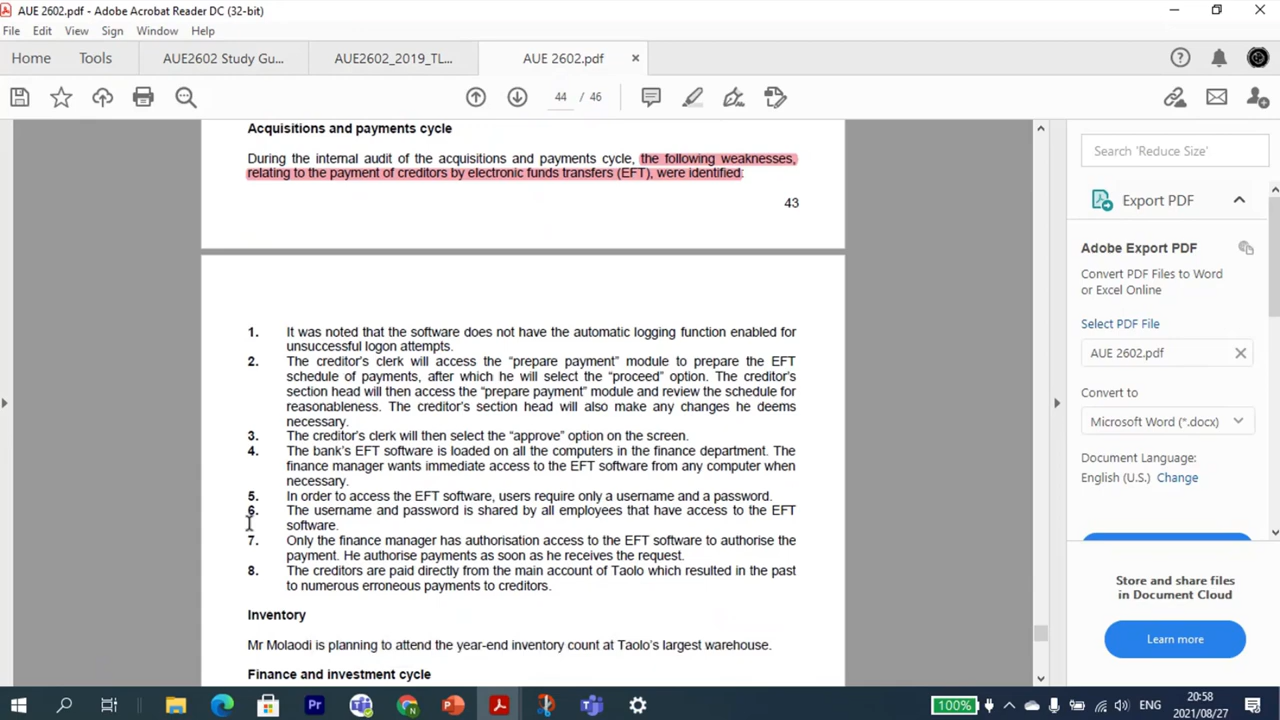 AUE 2602.pdf - Adobe Acrobat Reader DC (32-bit)
File Edit View Sign Window Help
Home Tools AUE2602 Study Gu... AUE2602_2019_TL... AUE 2602.pdf
44 / 46
Acquisitions and payments cycle
During the internal audit of the acquisitions and payments cycle, the following weaknesses,
relating to the payment of creditors by electronic funds transfers (EFT), were identified:
43
1. It was noted that the software does not have the automatic logging function enabled for
unsuccessful logon attempts.
2. The creditor's clerk will access the “prepare payment” module to prepare the EFT
schedule of payments, after which he will select the “proceed” option. The creditor's
section head will then access the “prepare payment” module and review the schedule for
reasonableness. The creditor's section head will also make any changes he deems
necessary.
3. The creditor's clerk will then select the “approve” option on the screen.
4. The bank's EFT software is loaded on all the computers in the finance department. The
finance manager wants immediate access to the EFT software from any computer when
necessary.
5. In order to access the EFT software, users require only a username and a password.
6. The username and password is shared by all employees that have access to the EFT
software.
7. Only the finance manager has authorisation access to the EFT software to authorise the
payment. He authorise payments as soon as he receives the request.
8. The creditors are paid directly from the main account of Taolo which resulted in the past
to numerous erroneous payments to creditors.
Inventory
Mr Molaodi is planning to attend the year-end inventory count at Taolo's largest warehouse.
Finance and investment cycle
Search 'Reduce Size'
Export PDF
Adobe Export PDF
Convert PDF Files to Word
or Excel Online
Select PDF File
AUE 2602.pdf
Convert to
Microsoft Word (*.docx)
Document Language:
English (U.S.) Change
Store and share files
in Document Cloud
Learn more
100%
ENG
20:58
2021/08/27